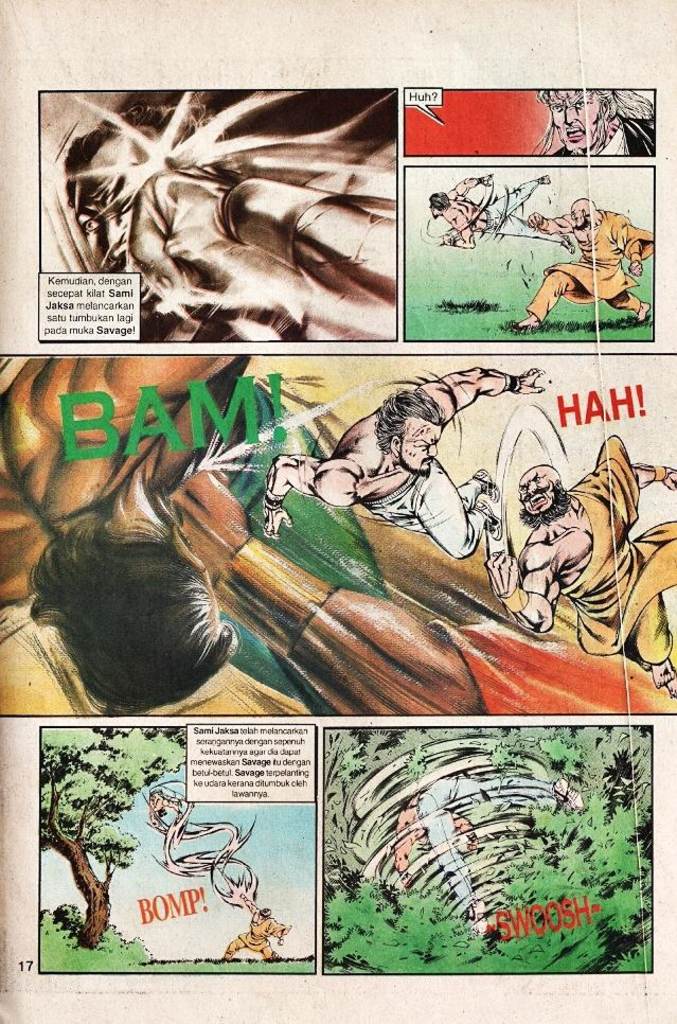 Huh?
Kemudian, dengan
secepat kilat Sami
Jaksa melancarkan
satu tumbukan lagi
pada muka Savage!
BAM!
HAH!
Sami Jaksa telah melancarkan
serangannya dengan sepenuh
kekuatannya agar dia dapat
menewaskan Savage itu dengan
betul-betul. Savage terpelanting
ke udara kerana ditumbuk oleh
lawannya.
BOMP!
~SWOOSH~
17